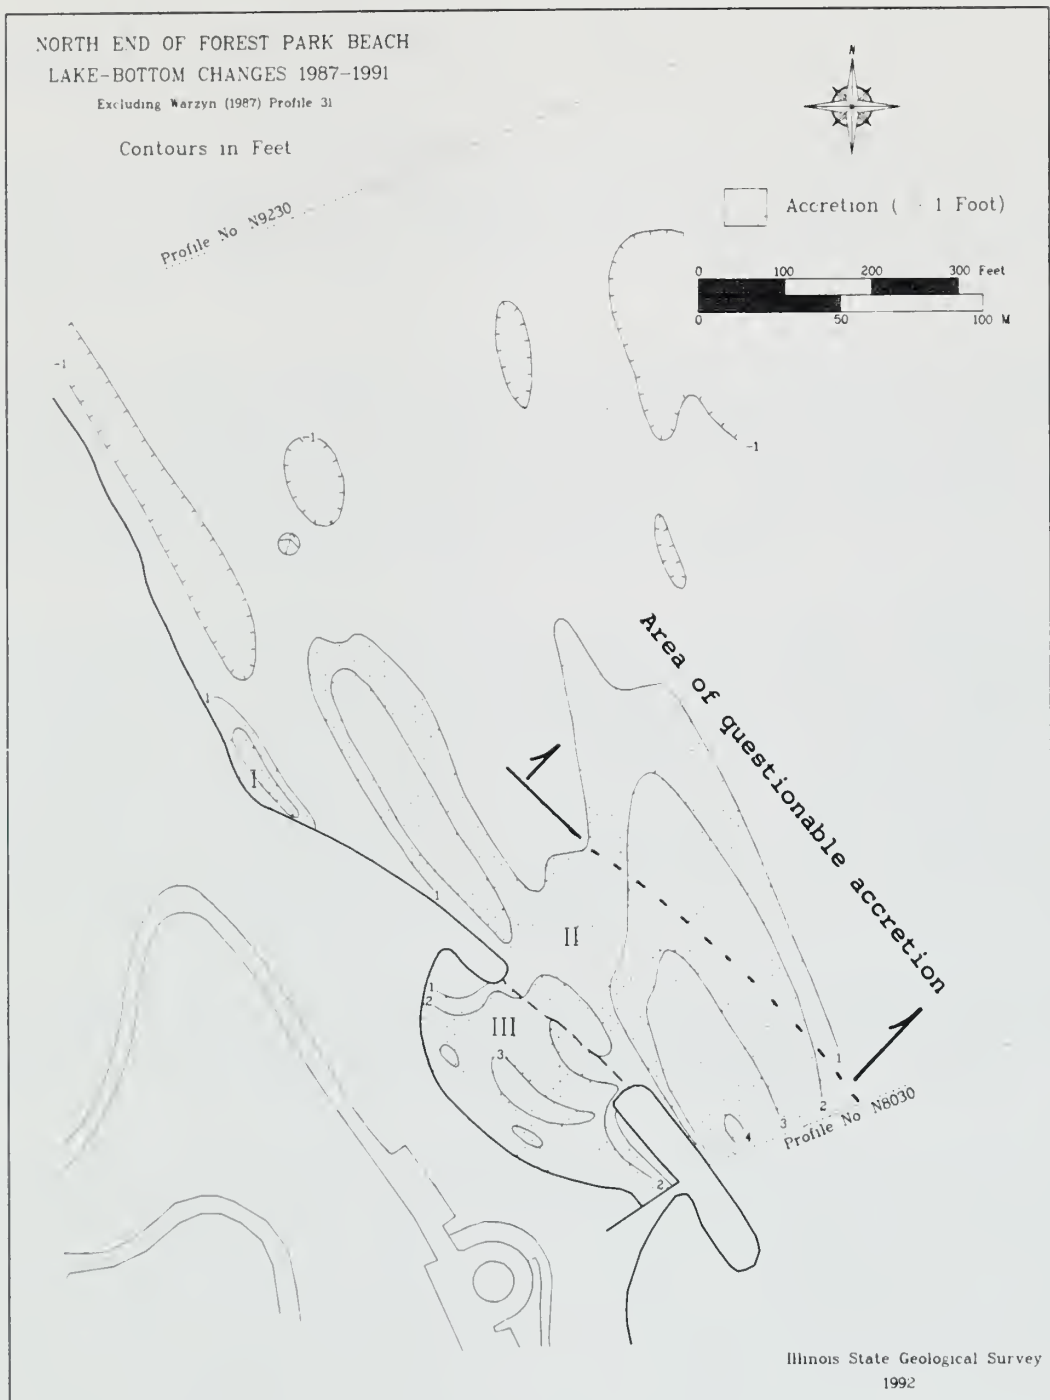 NORTH END OF FOREST PARK BEACH
LAKE-BOTTOM CHANGES 1987-1991
Excluding Warzyn (1987) Profile 31
Contours in Feet
N
Profile No N9230
Accretion ( 1 Foot)
0 100 200 300 Feet
0 50 100 M
-1
-1
-1
Area of questionable accretion
1
I
1
II
1
2
III
3
1
2
3
4
Profile No N8030
2
Illinois State Geological Survey
1992